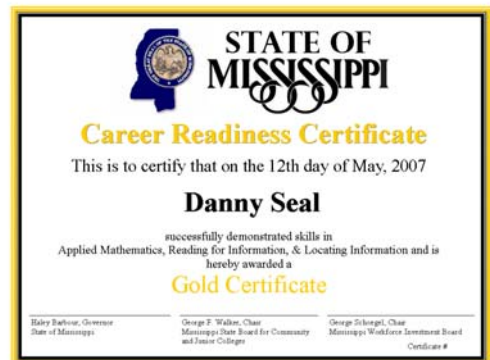 STATE OF
MISSISSIPPI
Career Readiness Certificate
This is to certify that on the 12th day of May, 2007
Danny Seal
successfully demonstrated skills in
Applied Mathematics, Reading for Information, & Locating Information and is
hereby awarded a
Gold Certificate
Haley Barbour, Governor
State of Mississippi
George F. Walker, Chair
Mississippi State Board for Community
and Junior Colleges
George Schoegel, Chair
Mississippi Workforce Investment Board
Certificate #